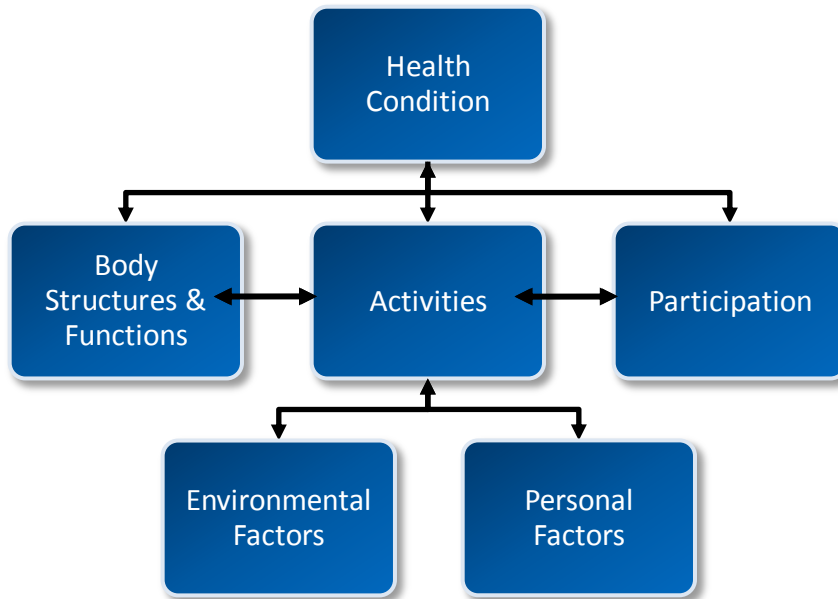 Health
Condition
Body
Structures &
Functions
Activities
Participation
Environmental
Factors
Personal
Factors